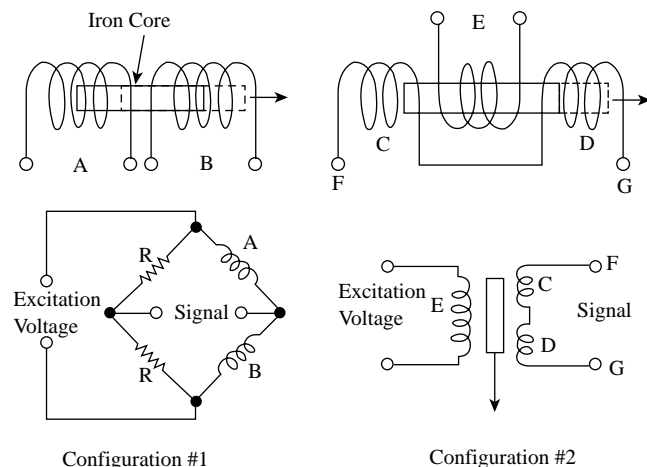 Iron Core
A
B
E
C
D
F
G
R
A
Excitation
Voltage
Signal
R
B
Configuration #1
F
Excitation
Voltage
E
C
Signal
D
G
Configuration #2